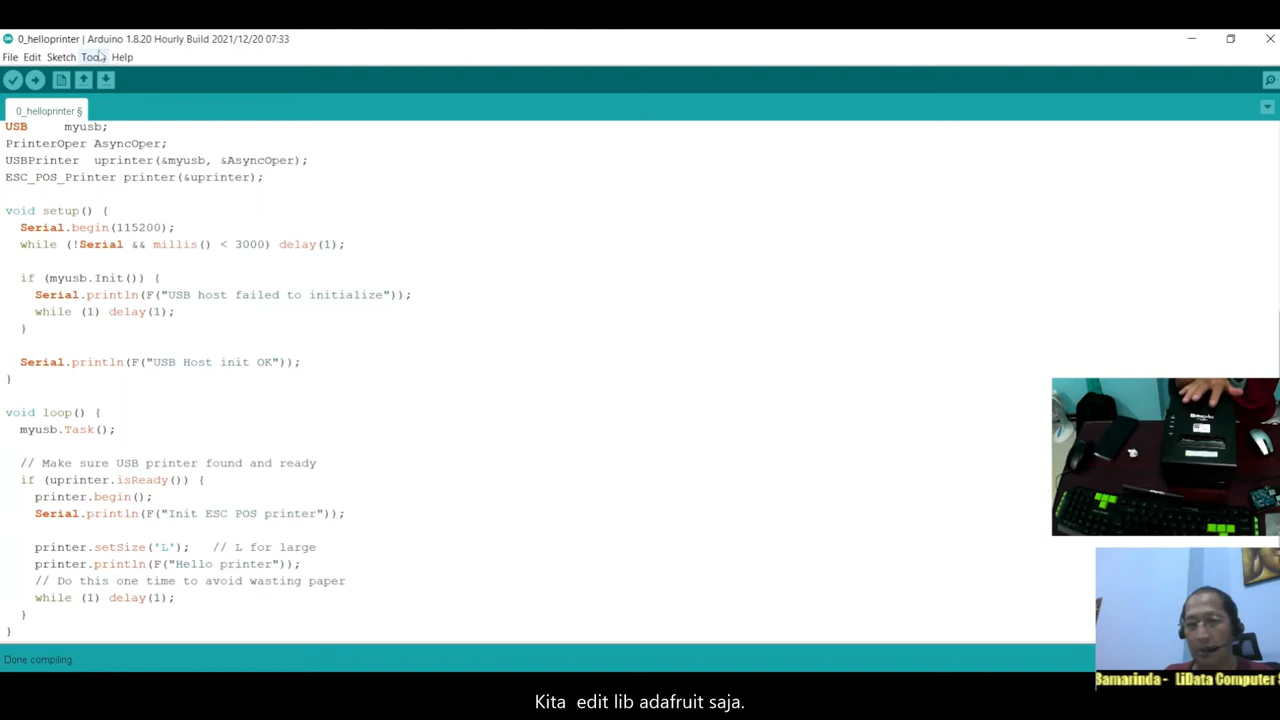 0_helloprinter | Arduino 1.8.20 Hourly Build 2021/12/20 07:33
File Edit Sketch Tools Help
0_helloprinter §
USB     myusb;
PrinterOper AsyncOper;
USBPrinter  uprinter(&myusb, &AsyncOper);
ESC_POS_Printer printer(&uprinter);
void setup() {
  Serial.begin(115200);
  while (!Serial && millis() < 3000) delay(1);
  if (myusb.Init()) {
    Serial.println(F("USB host failed to initialize"));
    while (1) delay(1);
  }
  Serial.println(F("USB Host init OK"));
}
void loop() {
  myusb.Task();
  // Make sure USB printer found and ready
  if (uprinter.isReady()) {
    printer.begin();
    Serial.println(F("Init ESC POS printer"));
    printer.setSize('L');   // L for large
    printer.println(F("Hello printer"));
    // Do this one time to avoid wasting paper
    while (1) delay(1);
  }
}
Done compiling.
Samarinda -  LiData Computer
Kita  edit lib adafruit saja.